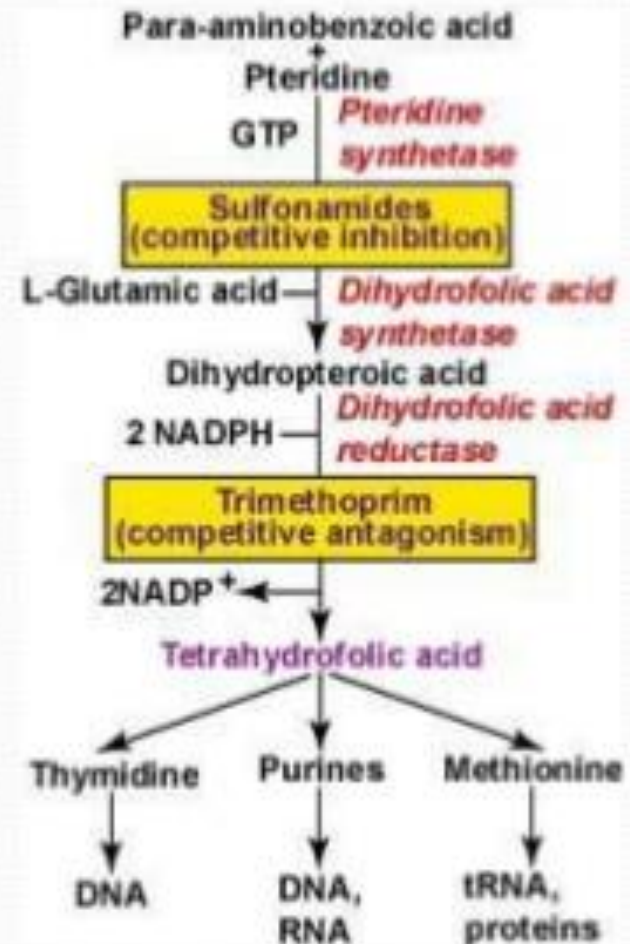 Para-aminobenzoic acid
+
Pteridine
GTP
Pteridine
synthetase
Sulfonamides
(competitive inhibition)
L-Glutamic acid
Dihydrofolic acid
synthetase
Dihydropteroic acid
2 NADPH
Dihydrofolic acid
reductase
Trimethoprim
(competitive antagonism)
2NADP+
Tetrahydrofolic acid
Thymidine
Purines
Methionine
DNA
DNA,
RNA
tRNA,
proteins